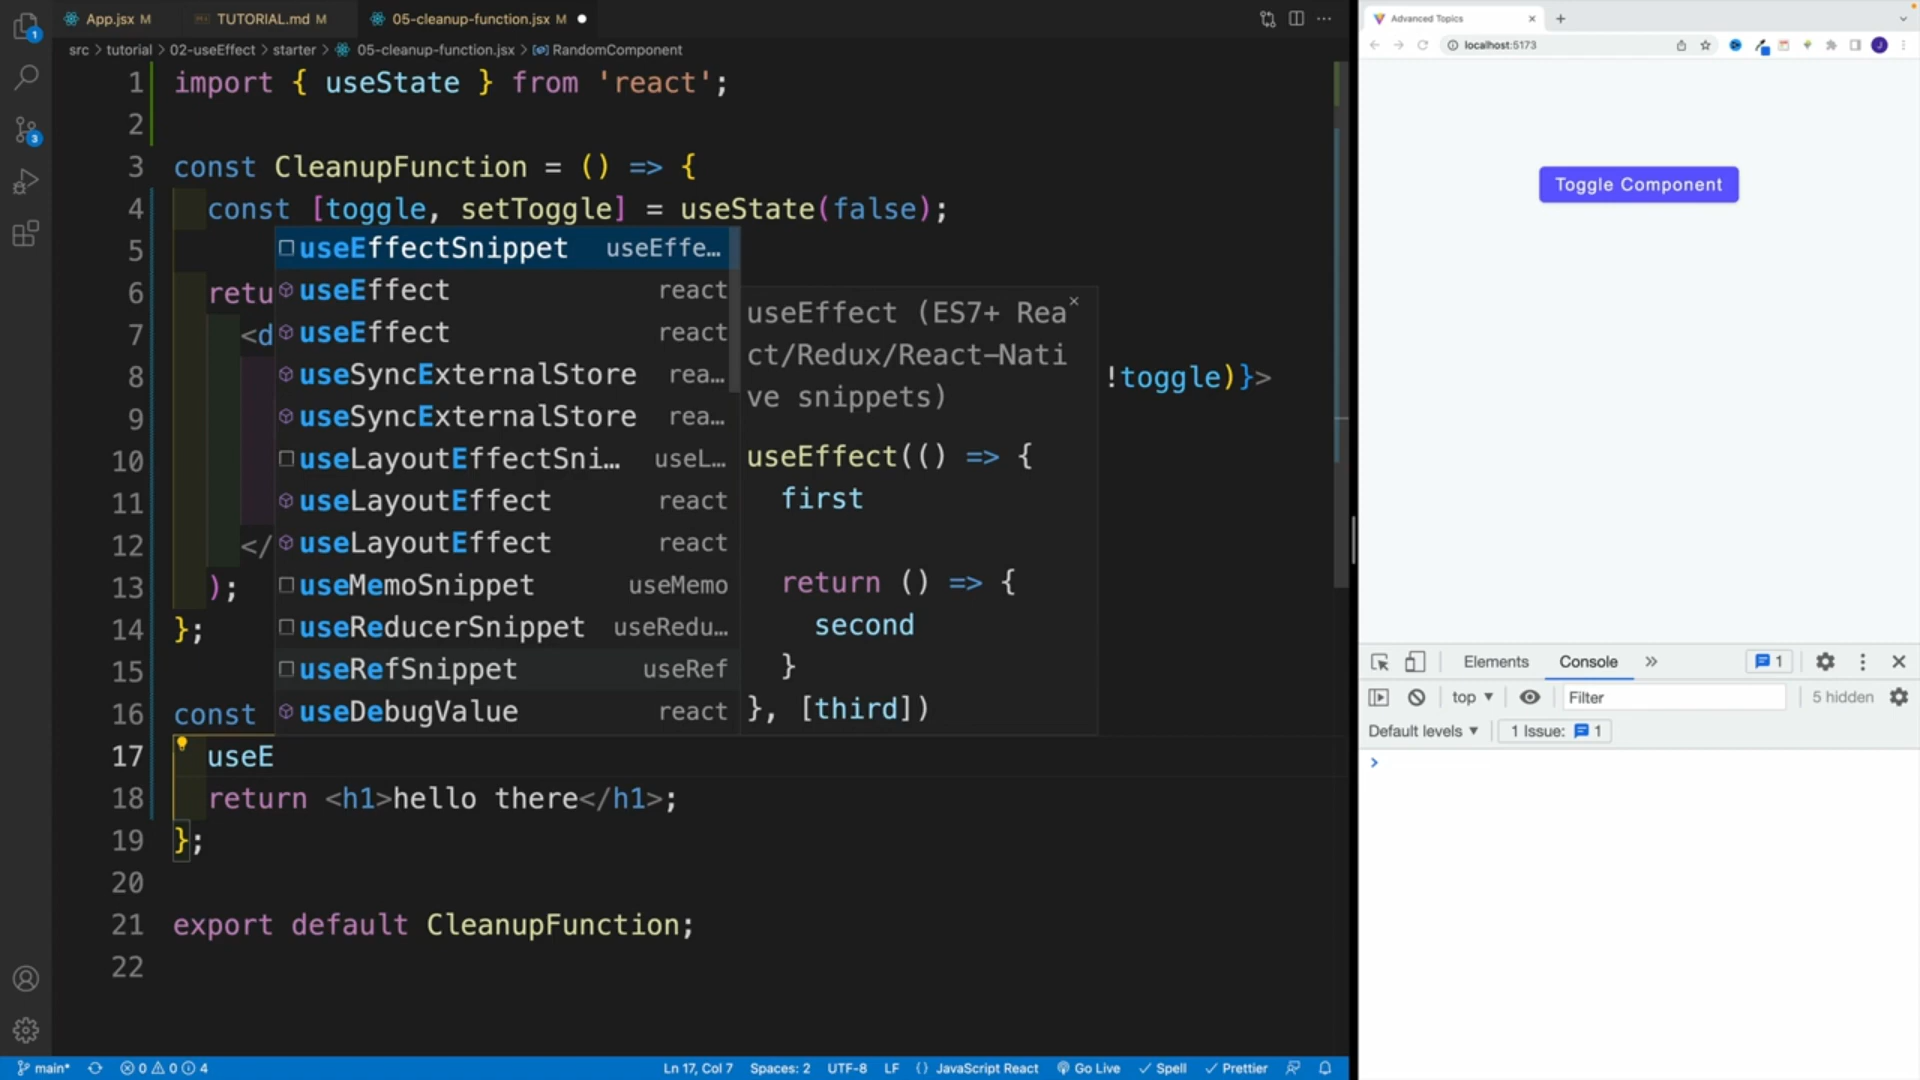 App.jsx M
TUTORIAL.md M
05-cleanup-function.jsx M
src > tutorial > 02-useEffect > starter > 05-cleanup-function.jsx > RandomComponent
1 import { useState } from 'react';
2
3 const CleanupFunction = () => {
4 const [toggle, setToggle] = useState(false);
5
6 retu
7 <d
8 !toggle)}>
9
10
11
12 </
13 );
14 };
15
16 const
17 useE
18 return <h1>hello there</h1>;
19 };
20
21 export default CleanupFunction;
22
useEffectSnippet useEffe…
useEffect react
useEffect react
useSyncExternalStore rea…
useSyncExternalStore rea…
useLayoutEffectSni… useL…
useLayoutEffect react
useLayoutEffect react
useMemoSnippet useMemo
useReducerSnippet useRedu…
useRefSnippet useRef
useDebugValue react
useEffect (ES7+ Rea
ct/Redux/React-Nati
ve snippets)
useEffect(() => {
first
return () => {
second
}
}, [third])
1
3
main* 0 0 4
Ln 17, Col 7 Spaces: 2 UTF-8 LF {} JavaScript React Go Live Spell Prettier
Advanced Topics
localhost:5173
J
Toggle Component
Elements Console 1
top Filter 5 hidden
Default levels 1 Issue: 1